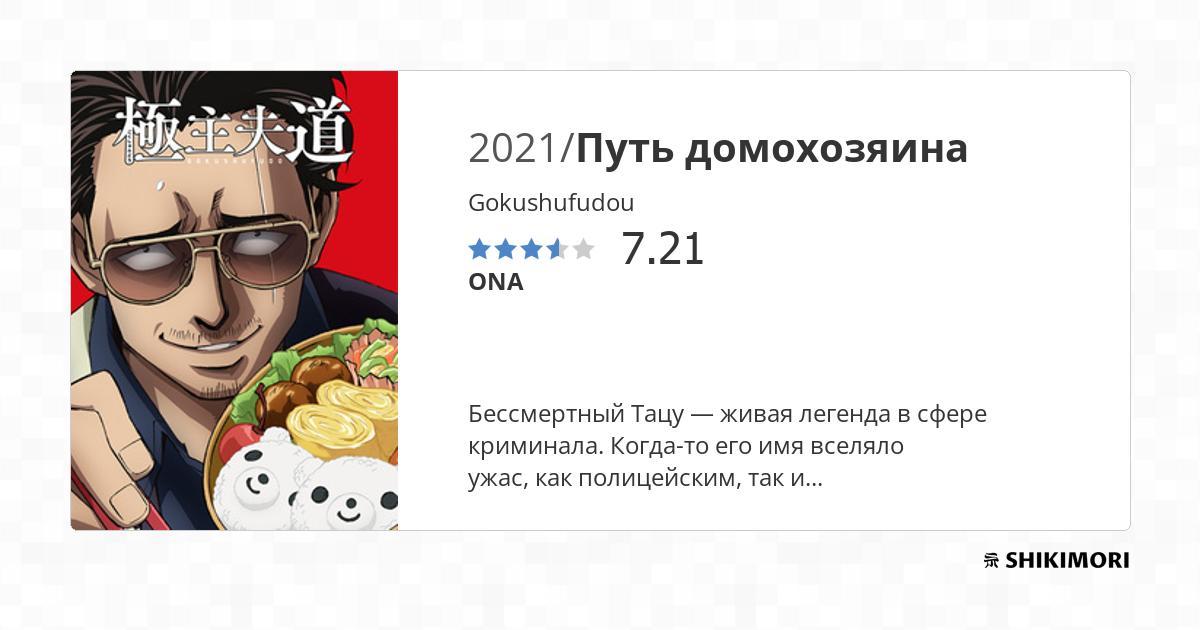 極主夫道
GOKUSHUFUDO
2021/Путь домохозяина
Gokushufudou
7.21
ONA
Бессмертный Тацу — живая легенда в сфере
криминала. Когда-то его имя вселяло
ужас, как полицейским, так и...
SHIKIMORI